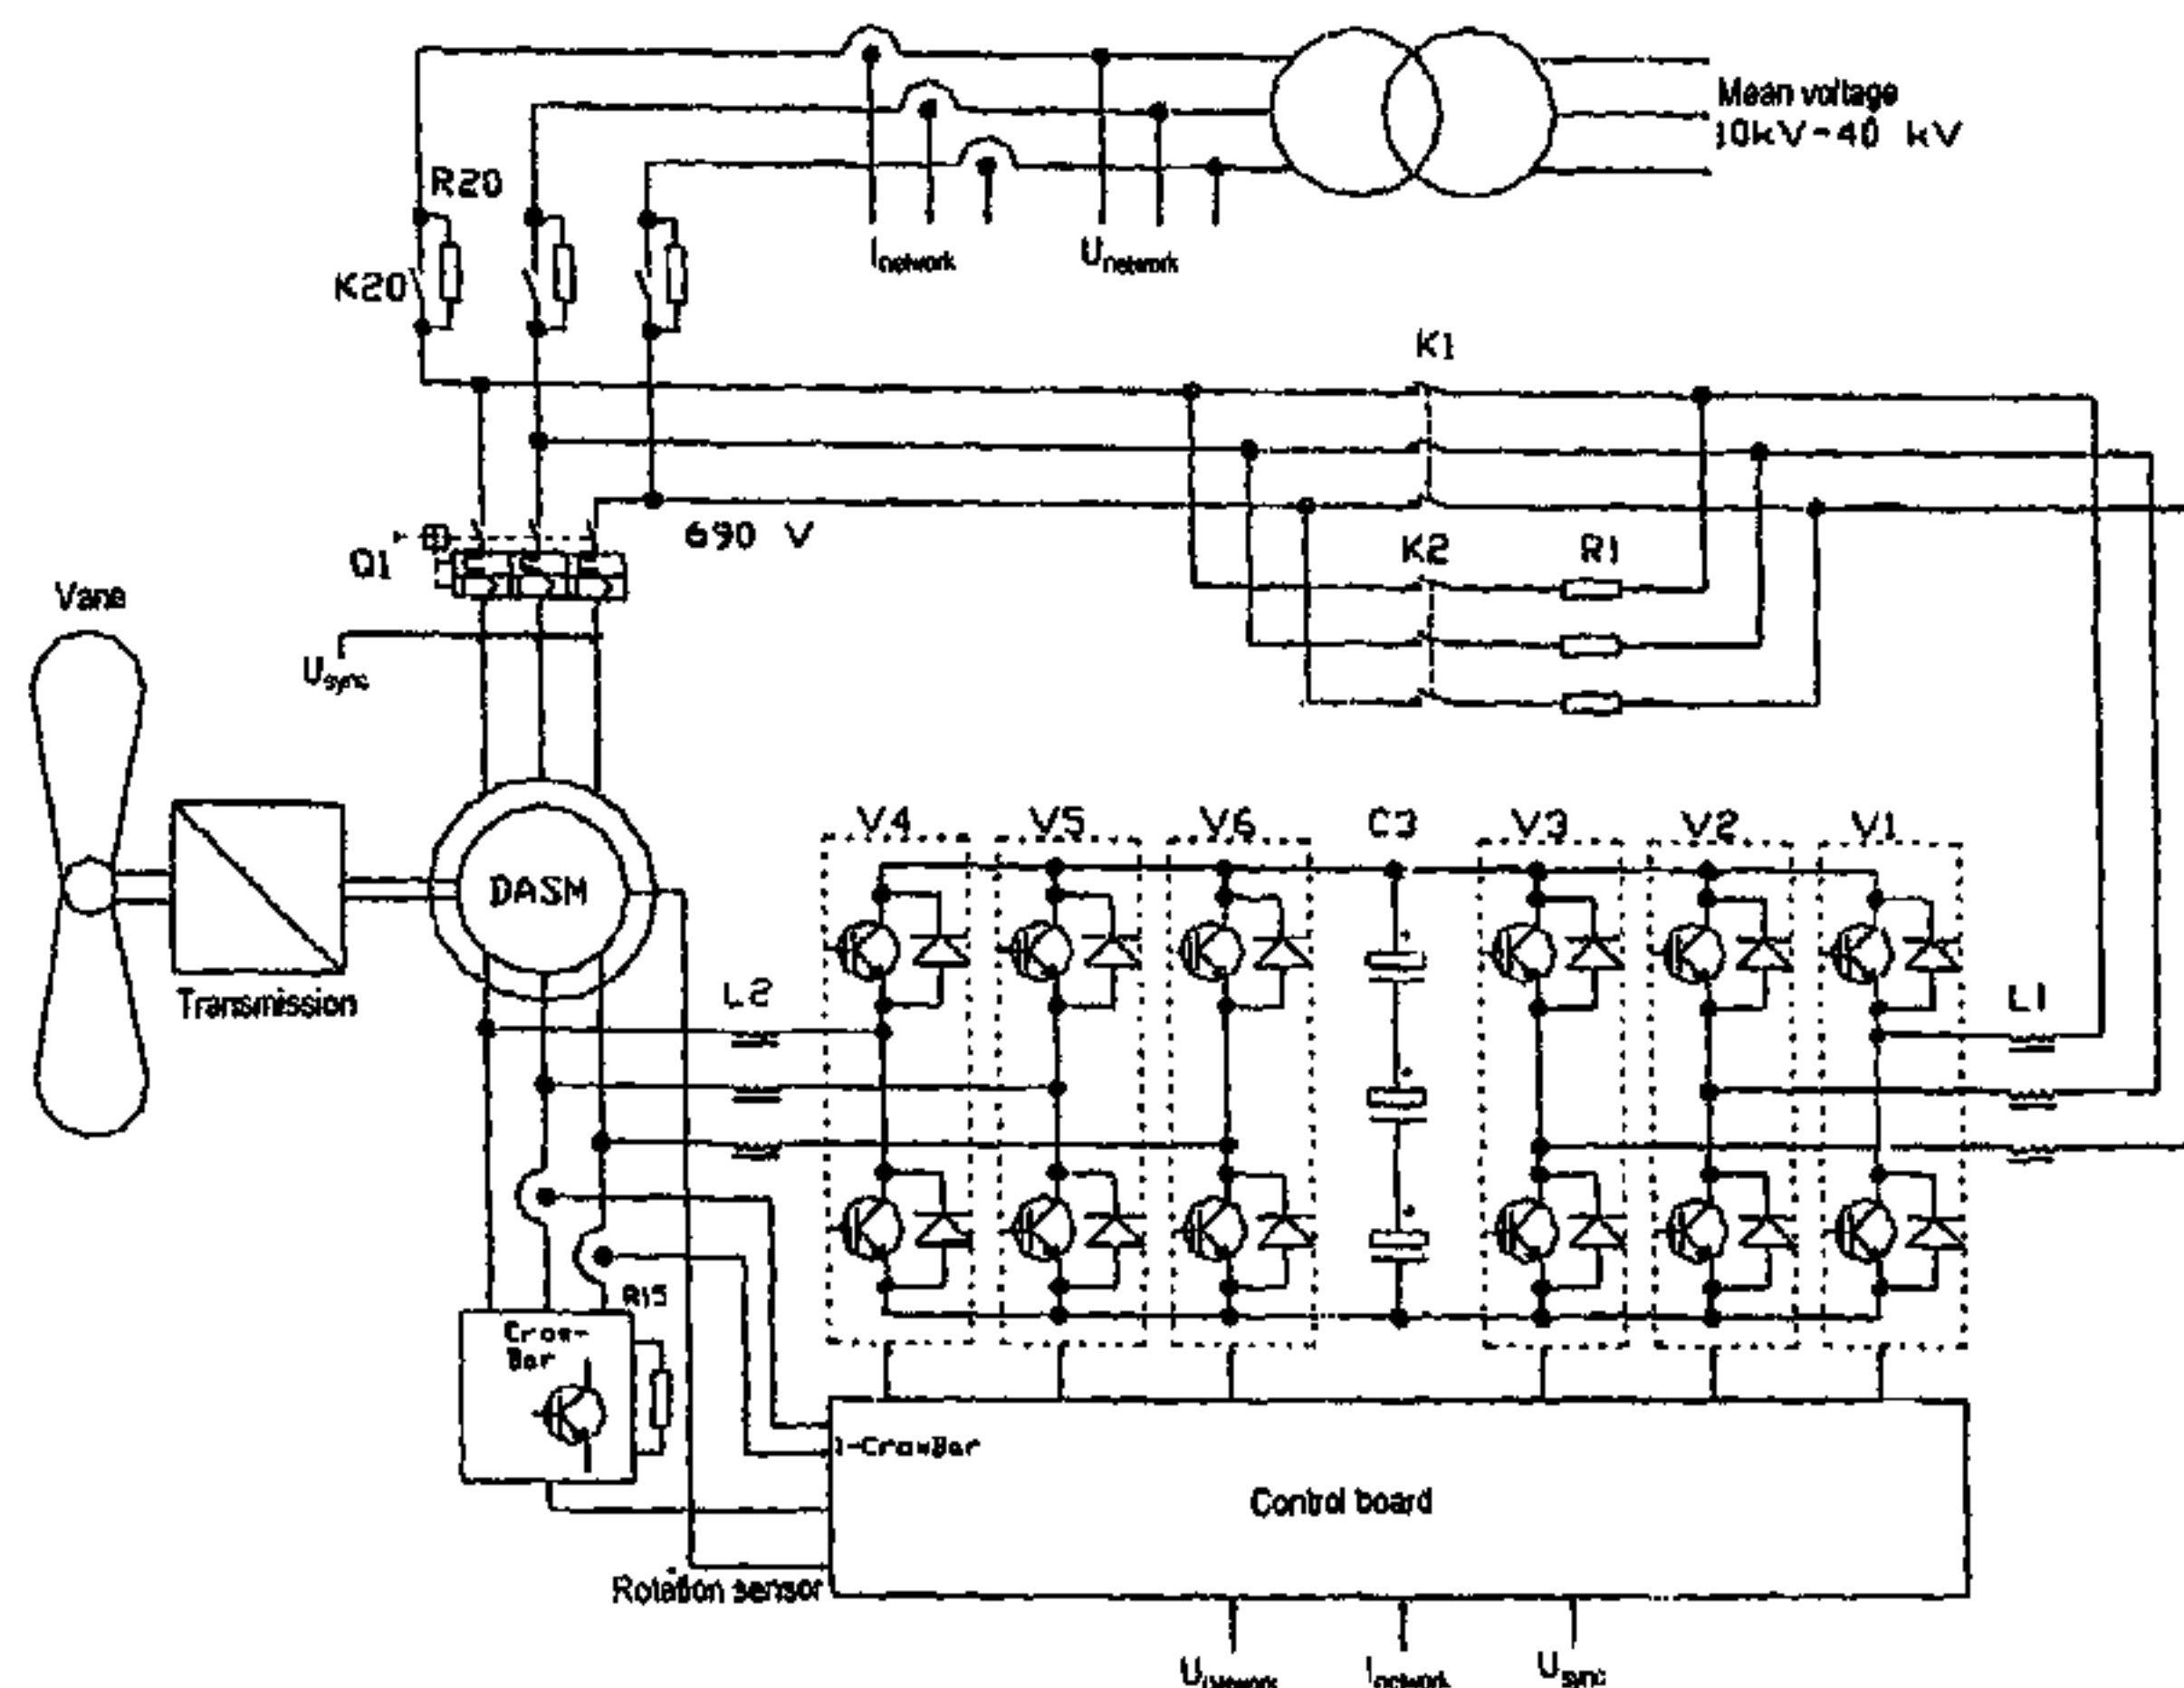 Mean voltage
10kV-40 kV
R20
K20
Inetwork
Unetwork
K1
690 V
Q1
K2
R1
Vane
Usync
V4
V5
V6
C3
V3
V2
V1
DASM
L2
L1
Transmission
R15
Crow-
Bar
I-CrowBar
Control board
Rotation sensor
Unetwork
Inetwork
Usync